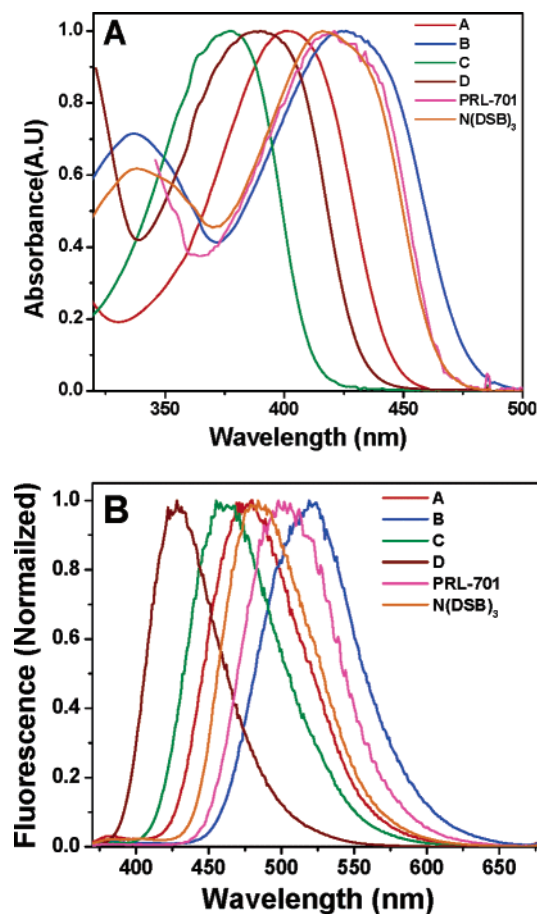 A
Absorbance(A.U)
1.0
0.8
0.6
0.4
0.2
0.0
A
B
C
D
PRL-701
N(DSB)₃
350
400
450
500
Wavelength (nm)
B
Fluorescence (Normailzed)
1.0
0.8
0.6
0.4
0.2
0.0
A
B
C
D
PRL-701
N(DSB)₃
400
450
500
550
600
650
Wavelength (nm)